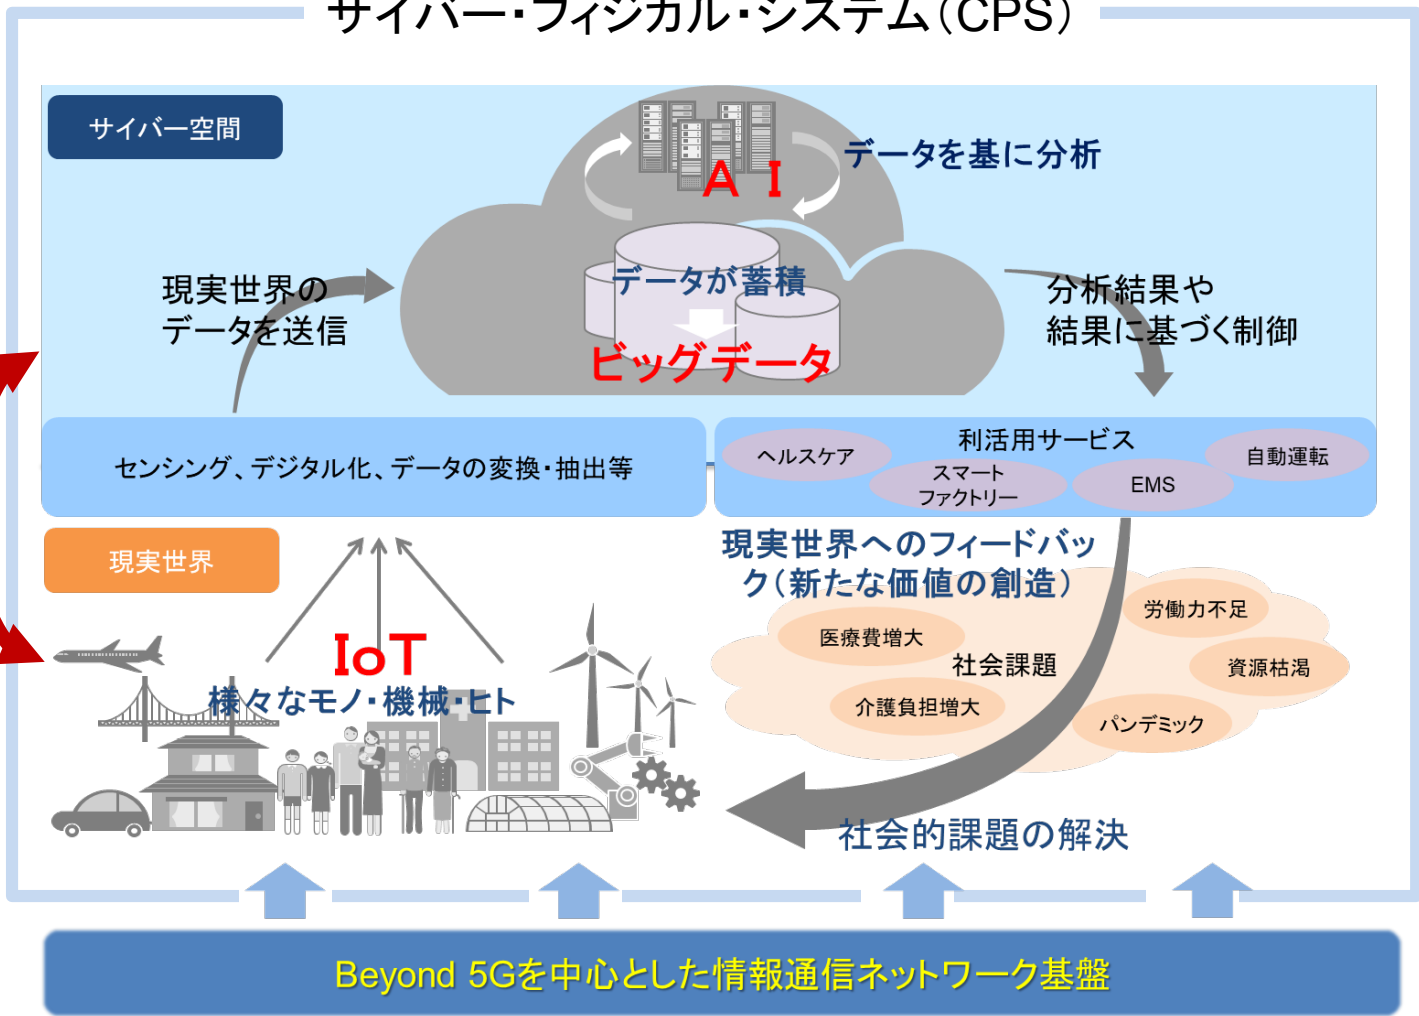 サイバー・フィジカル・システム（CPS）
サイバー空間
AI
データを基に分析
現実世界の
データを送信
データが蓄積
ビッグデータ
分析結果や
結果に基づく制御
センシング、デジタル化、データの変換・抽出等
利活用サービス
ヘルスケア
スマート
ファクトリー
EMS
自動運転
現実世界
IoT
様々なモノ・機械・ヒト
現実世界へのフィードバッ
ク（新たな価値の創造）
医療費増大
労働力不足
社会課題
資源枯渇
介護負担増大
パンデミック
社会的課題の解決
Beyond 5Gを中心とした情報通信ネットワーク基盤